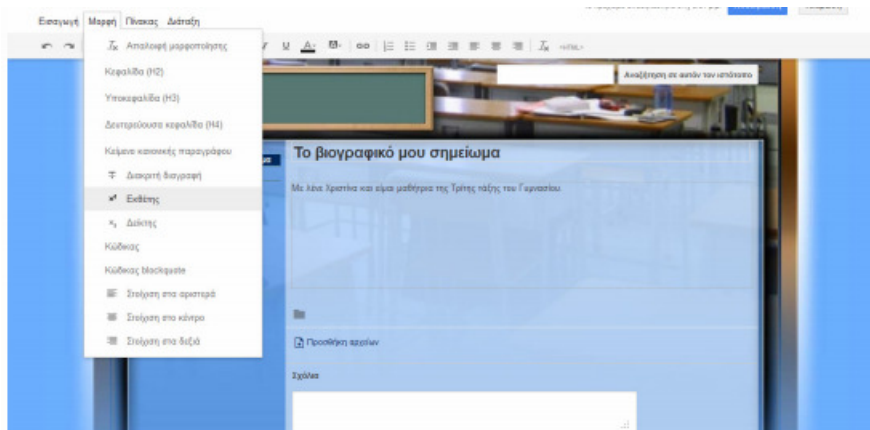 Εισαγωγή Μορφή Πίνακας Διάταξη
Απαλοιφή μορφοποίησης
<HTML>
Κεφαλίδα (H2)
Αναζήτηση σε αυτόν τον ιστότοπο
Υποκεφαλίδα (H3)
Δευτερεύουσα κεφαλίδα (H4)
Κείμενο κανονικής παραγράφου
Το βιογραφικό μου σημείωμα
Διακριτή διαγραφή
Με λένε Χριστίνα και είμαι μαθήτρια της Τρίτης τάξης του Γυμνασίου.
Εκθέτης
Δείκτης
Κώδικας
Κώδικας blockquote
Στοίχιση στα αριστερά
Στοίχιση στο κέντρο
Στοίχιση στα δεξιά
Προσθήκη αρχείων
Σχόλια